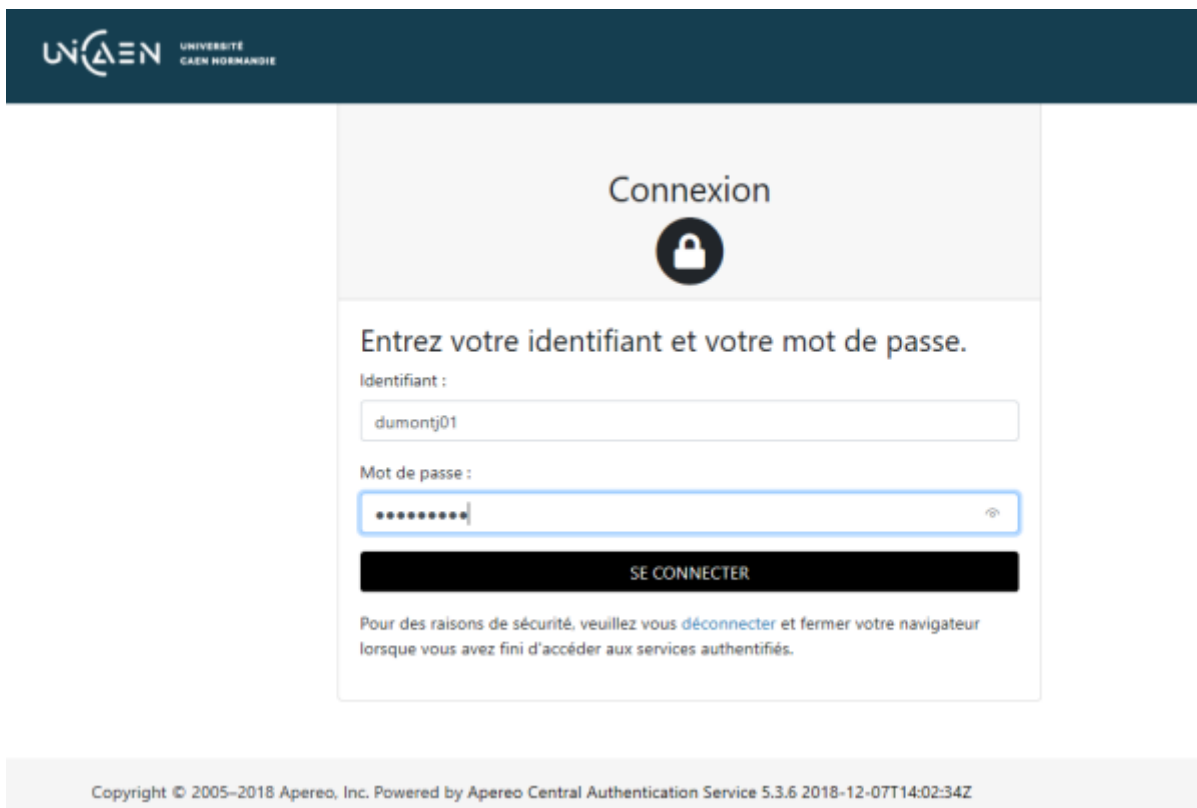 UNICAEN
UNIVERSITÉ
CAEN NORMANDIE
Connexion
Entrez votre identifiant et votre mot de passe.
Identifiant :
dumontj01
Mot de passe :
•••••••••
SE CONNECTER
Pour des raisons de sécurité, veuillez vous déconnecter et fermer votre navigateur
lorsque vous avez fini d'accéder aux services authentifiés.
Copyright © 2005–2018 Apereo, Inc. Powered by Apereo Central Authentication Service 5.3.6 2018-12-07T14:02:34Z